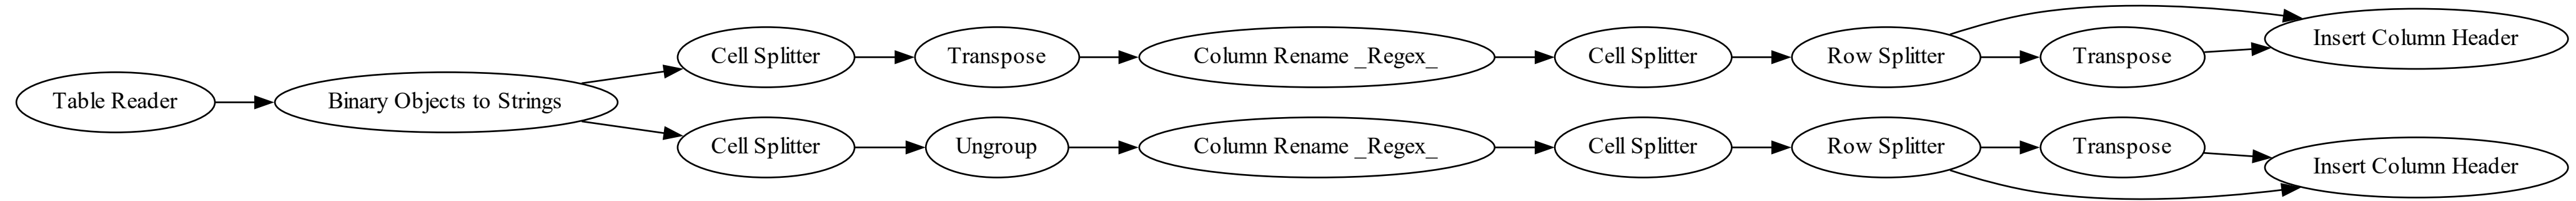 Table Reader
Binary Objects to Strings
Cell Splitter
Transpose
Column Rename _Regex_
Cell Splitter
Row Splitter
Transpose
Insert Column Header
Cell Splitter
Ungroup
Column Rename _Regex_
Cell Splitter
Row Splitter
Transpose
Insert Column Header